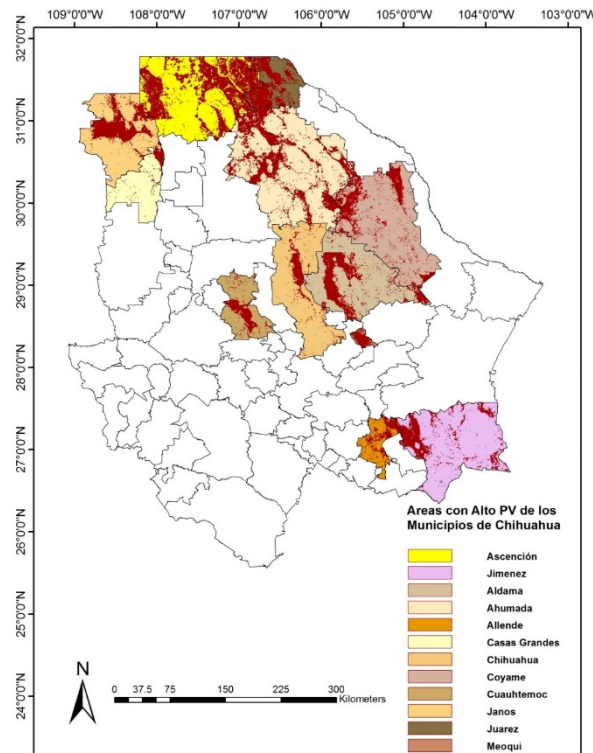 109°0'0"W 108°0'0"W 107°0'0"W 106°0'0"W 105°0'0"W 104°0'0"W 103°0'0"W
32°0'0"N
31°0'0"N
30°0'0"N
29°0'0"N
28°0'0"N
27°0'0"N
26°0'0"N
25°0'0"N
24°0'0"N
Areas con Alto PV de los
Municipios de Chihuahua
Ascención
Jimenez
Aldama
Ahumada
Allende
Casas Grandes
Chihuahua
Coyame
Cuauhtemoc
Janos
Juarez
Meoqui
N
0 37.5 75 150 225 300
Kilometers